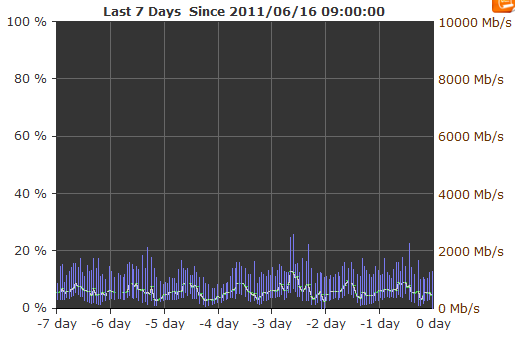 Last 7 Days  Since 2011/06/16 09:00:00
100 %
10000 Mb/s
80 %
8000 Mb/s
60 %
6000 Mb/s
40 %
4000 Mb/s
20 %
2000 Mb/s
0 %
0 Mb/s
-7 day
-6 day
-5 day
-4 day
-3 day
-2 day
-1 day
0 day